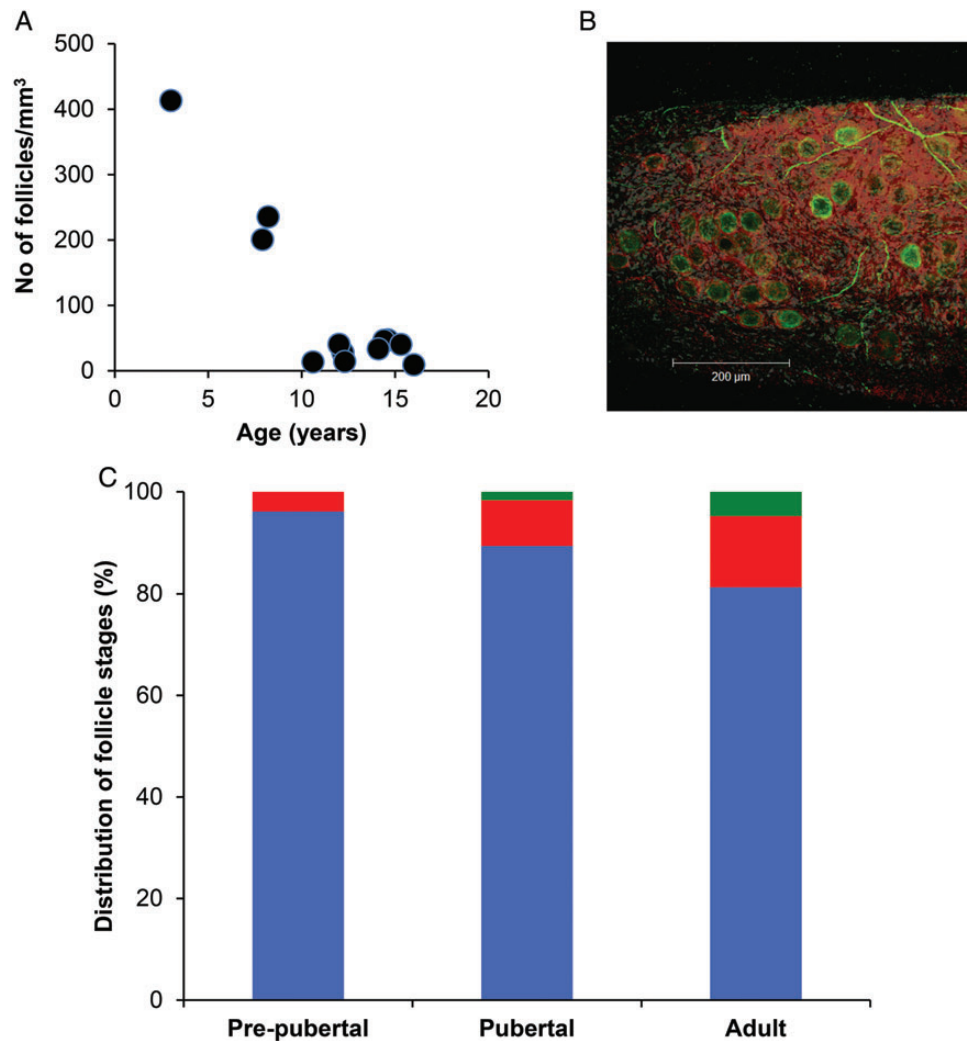 A
No of follicles/mm³
500
400
300
200
100
0
0 5 10 15 20
Age (years)
B
200 µm
C
Distribution of follicle stages (%)
100
80
60
40
20
0
Pre-pubertal Pubertal Adult